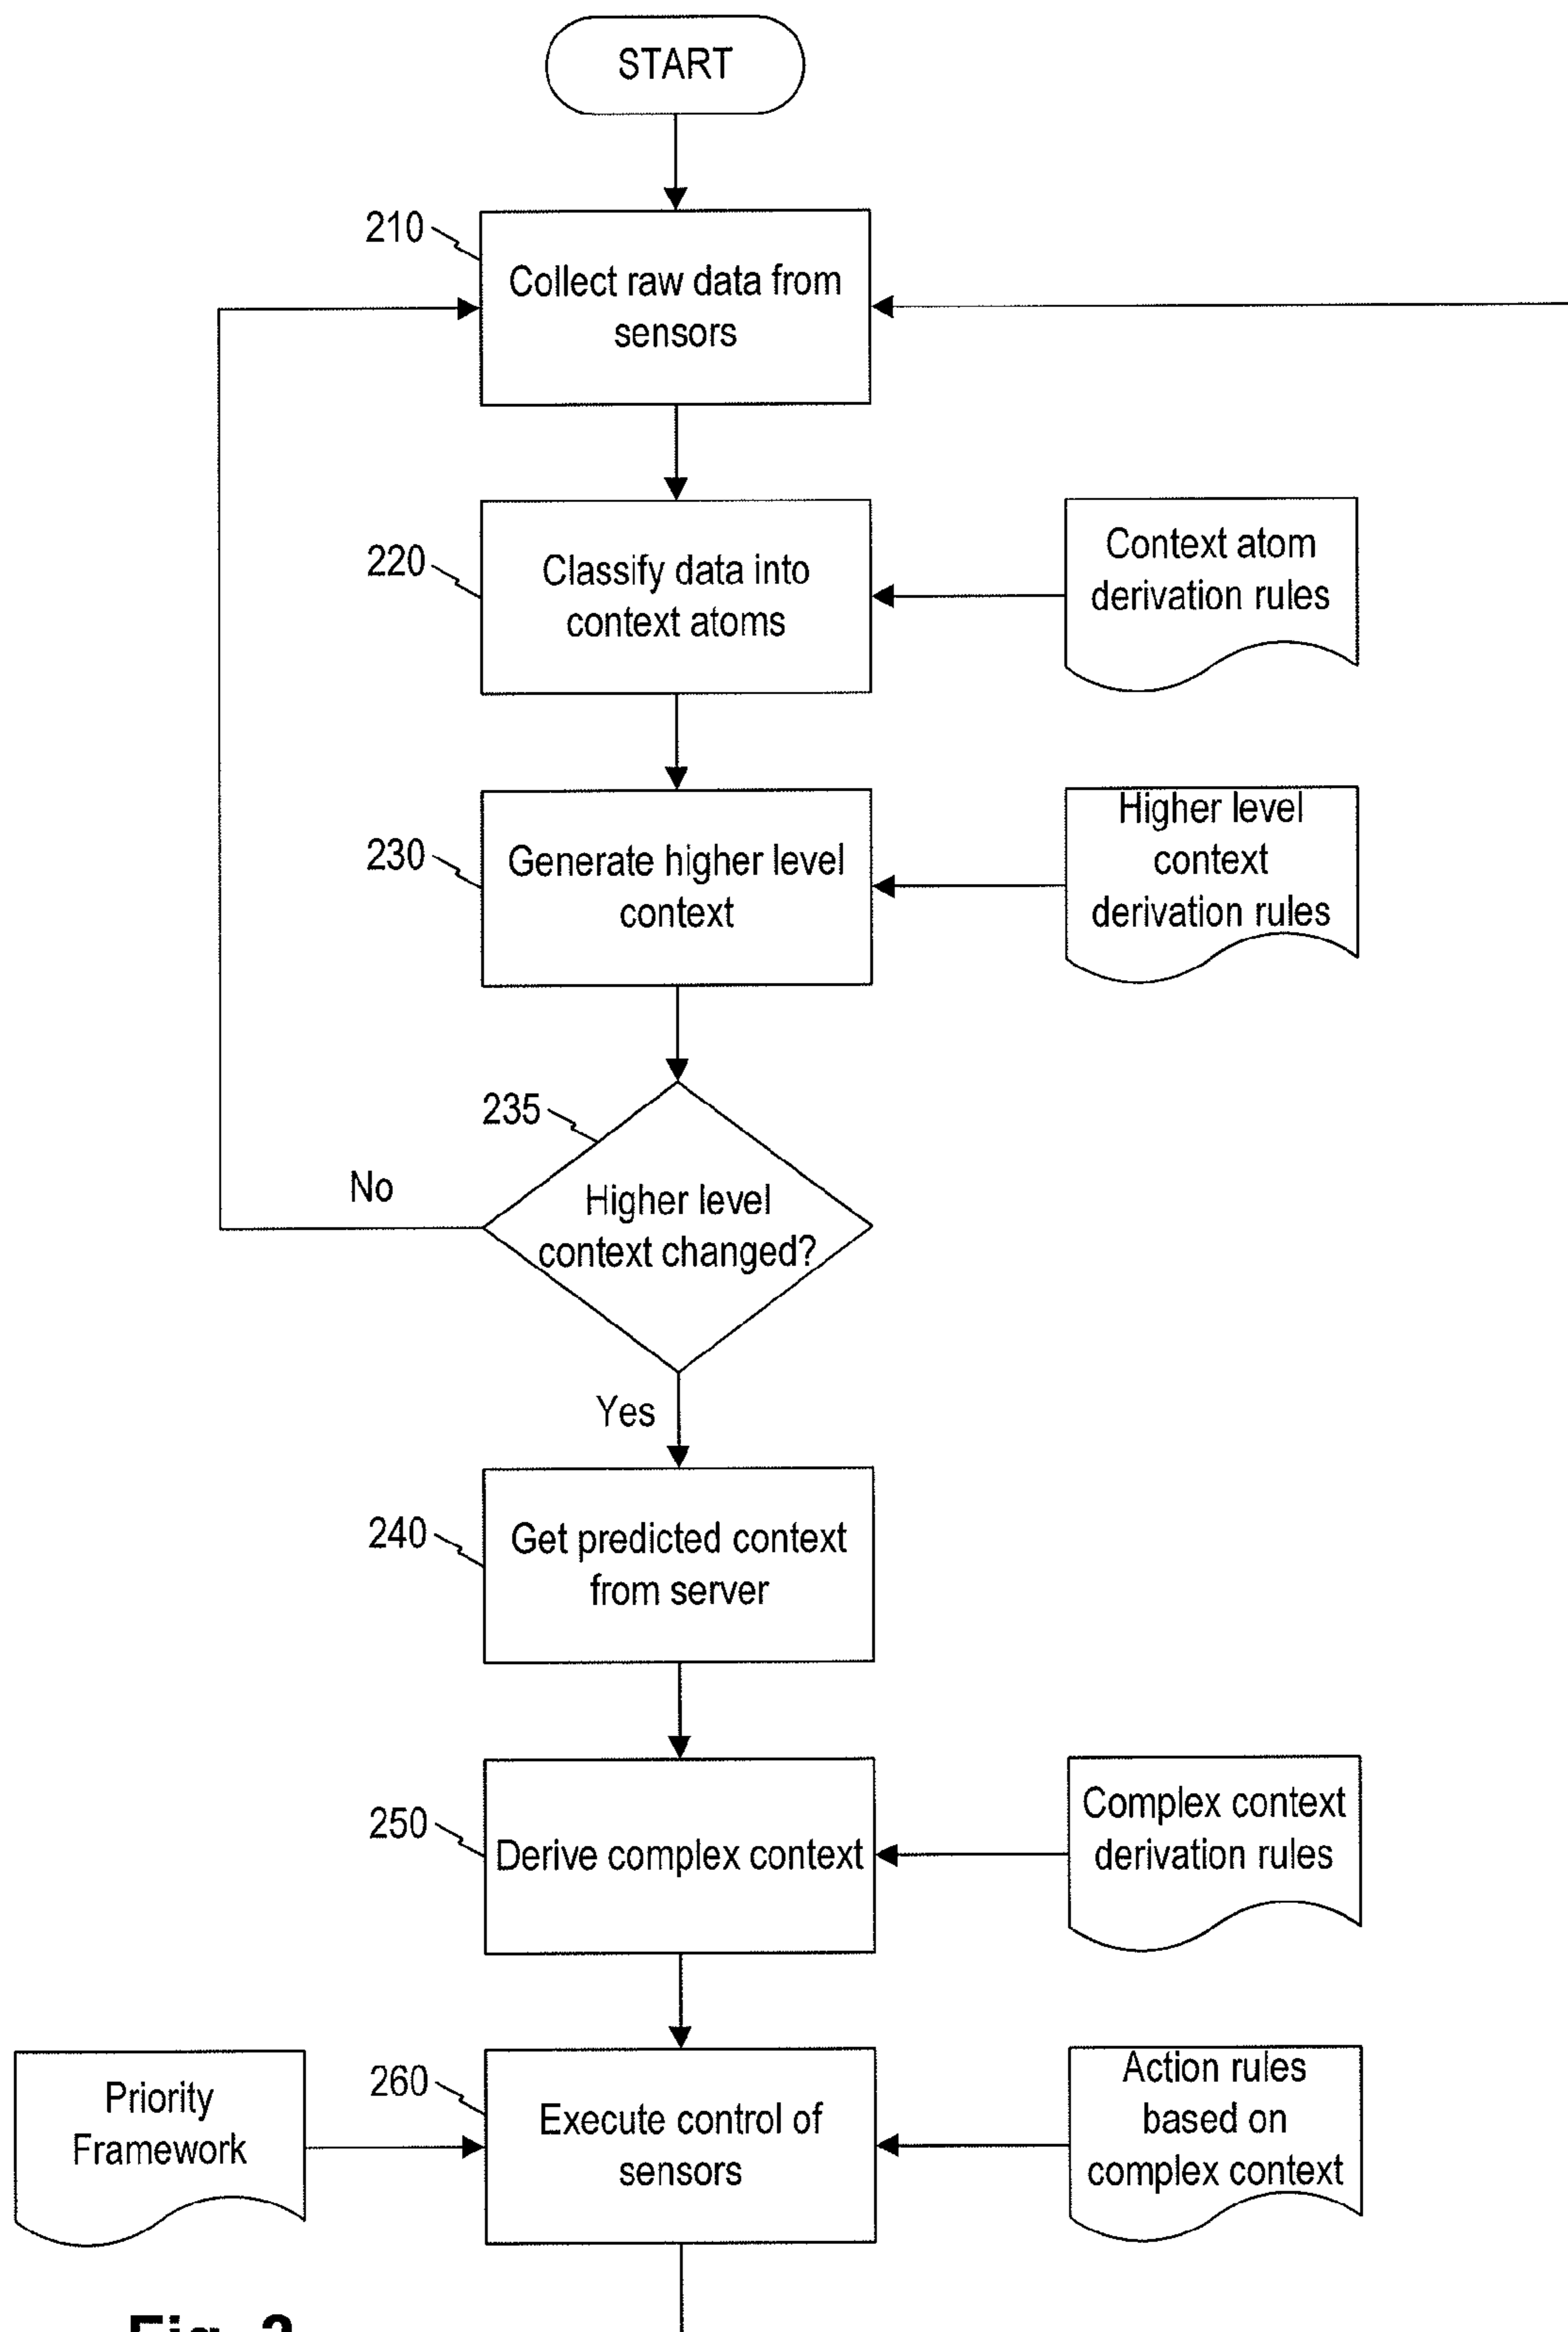 START
210
Collect raw data from
sensors
220
Classify data into
context atoms
Context atom
derivation rules
230
Generate higher level
context
Higher level
context
derivation rules
235
Higher level
context changed?
No
Yes
240
Get predicted context
from server
250
Derive complex context
Complex context
derivation rules
Priority
Framework
260
Execute control of
sensors
Action rules
based on
complex context